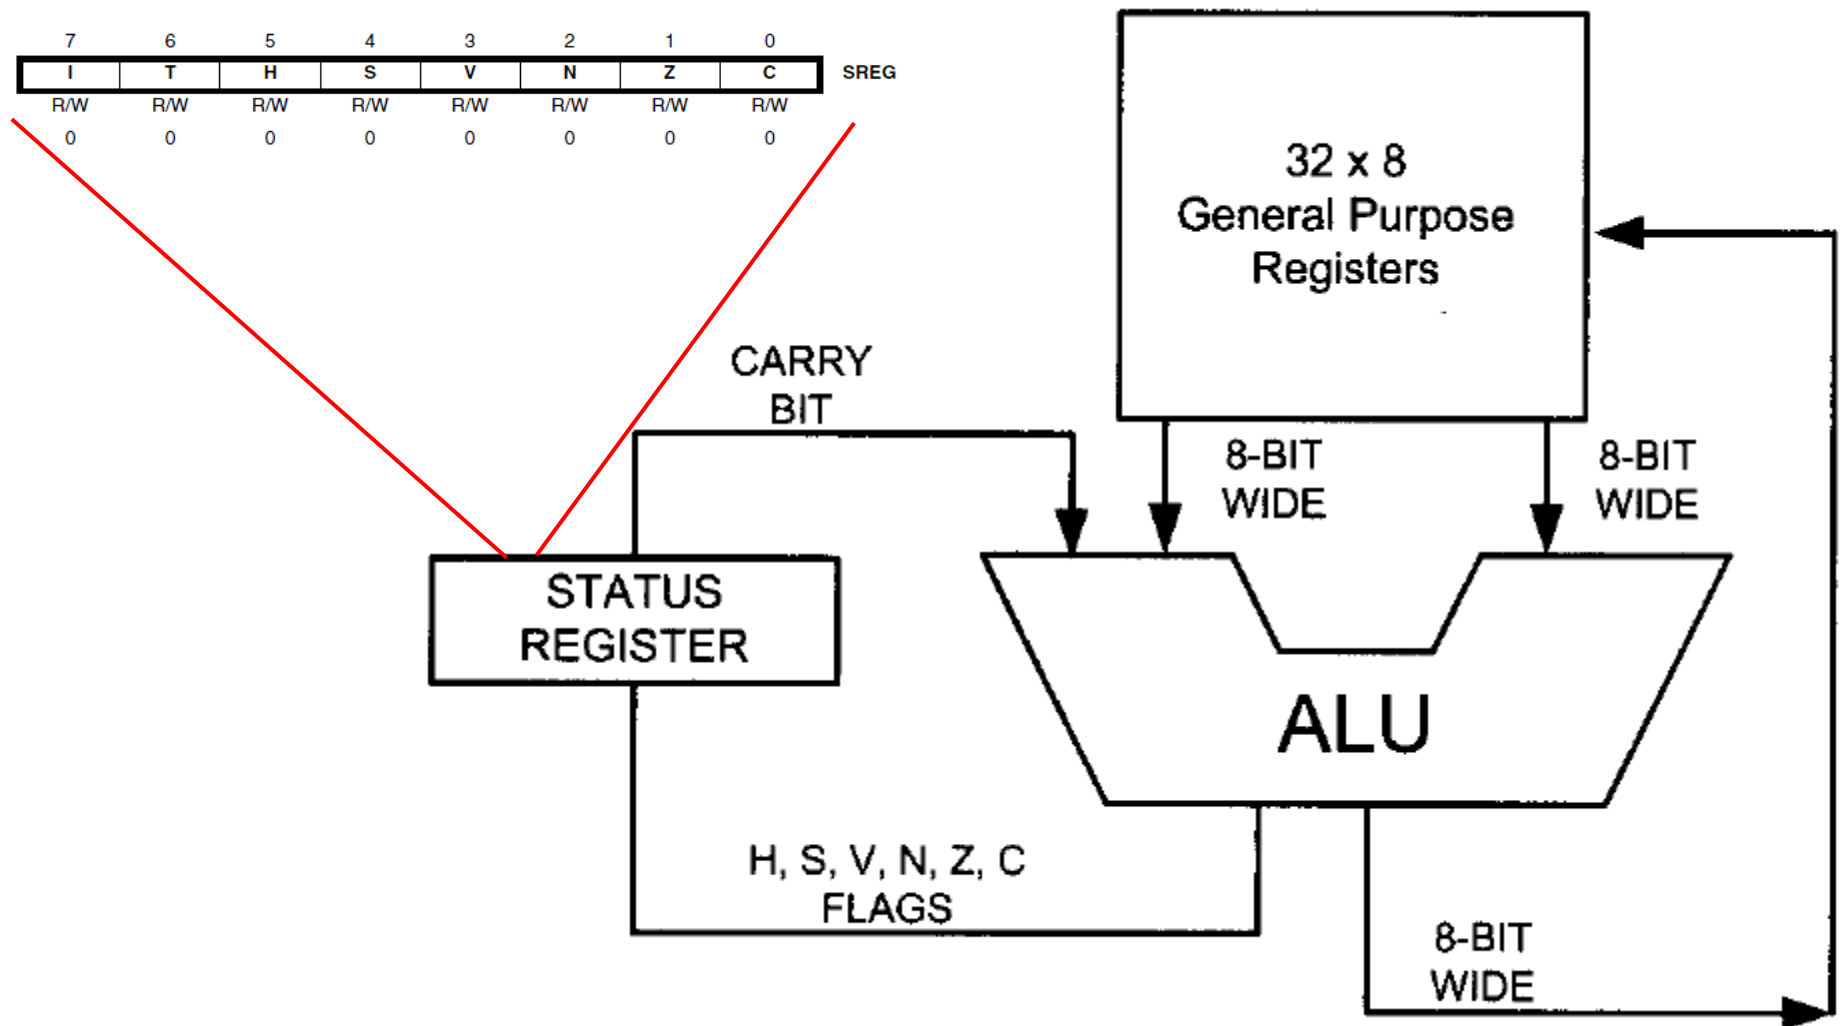 7 6 5 4 3 2 1 0
I T H S V N Z C SREG
R/W R/W R/W R/W R/W R/W R/W R/W
0 0 0 0 0 0 0 0
32 x 8
General Purpose
Registers
CARRY
BIT
8-BIT
WIDE
8-BIT
WIDE
STATUS
REGISTER
ALU
H, S, V, N, Z, C
FLAGS
8-BIT
WIDE